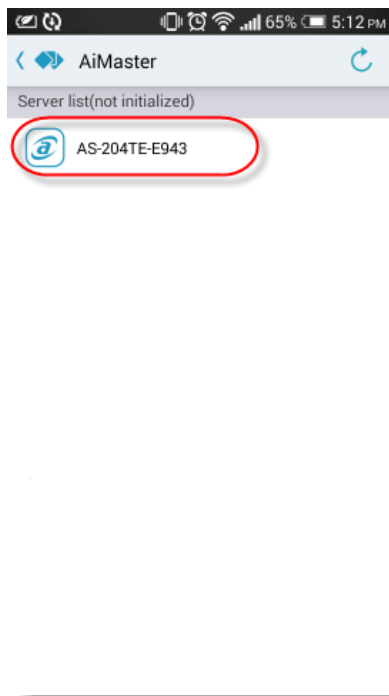 65% 5:12 PM
AiMaster
Server list(not initialized)
AS-204TE-E943